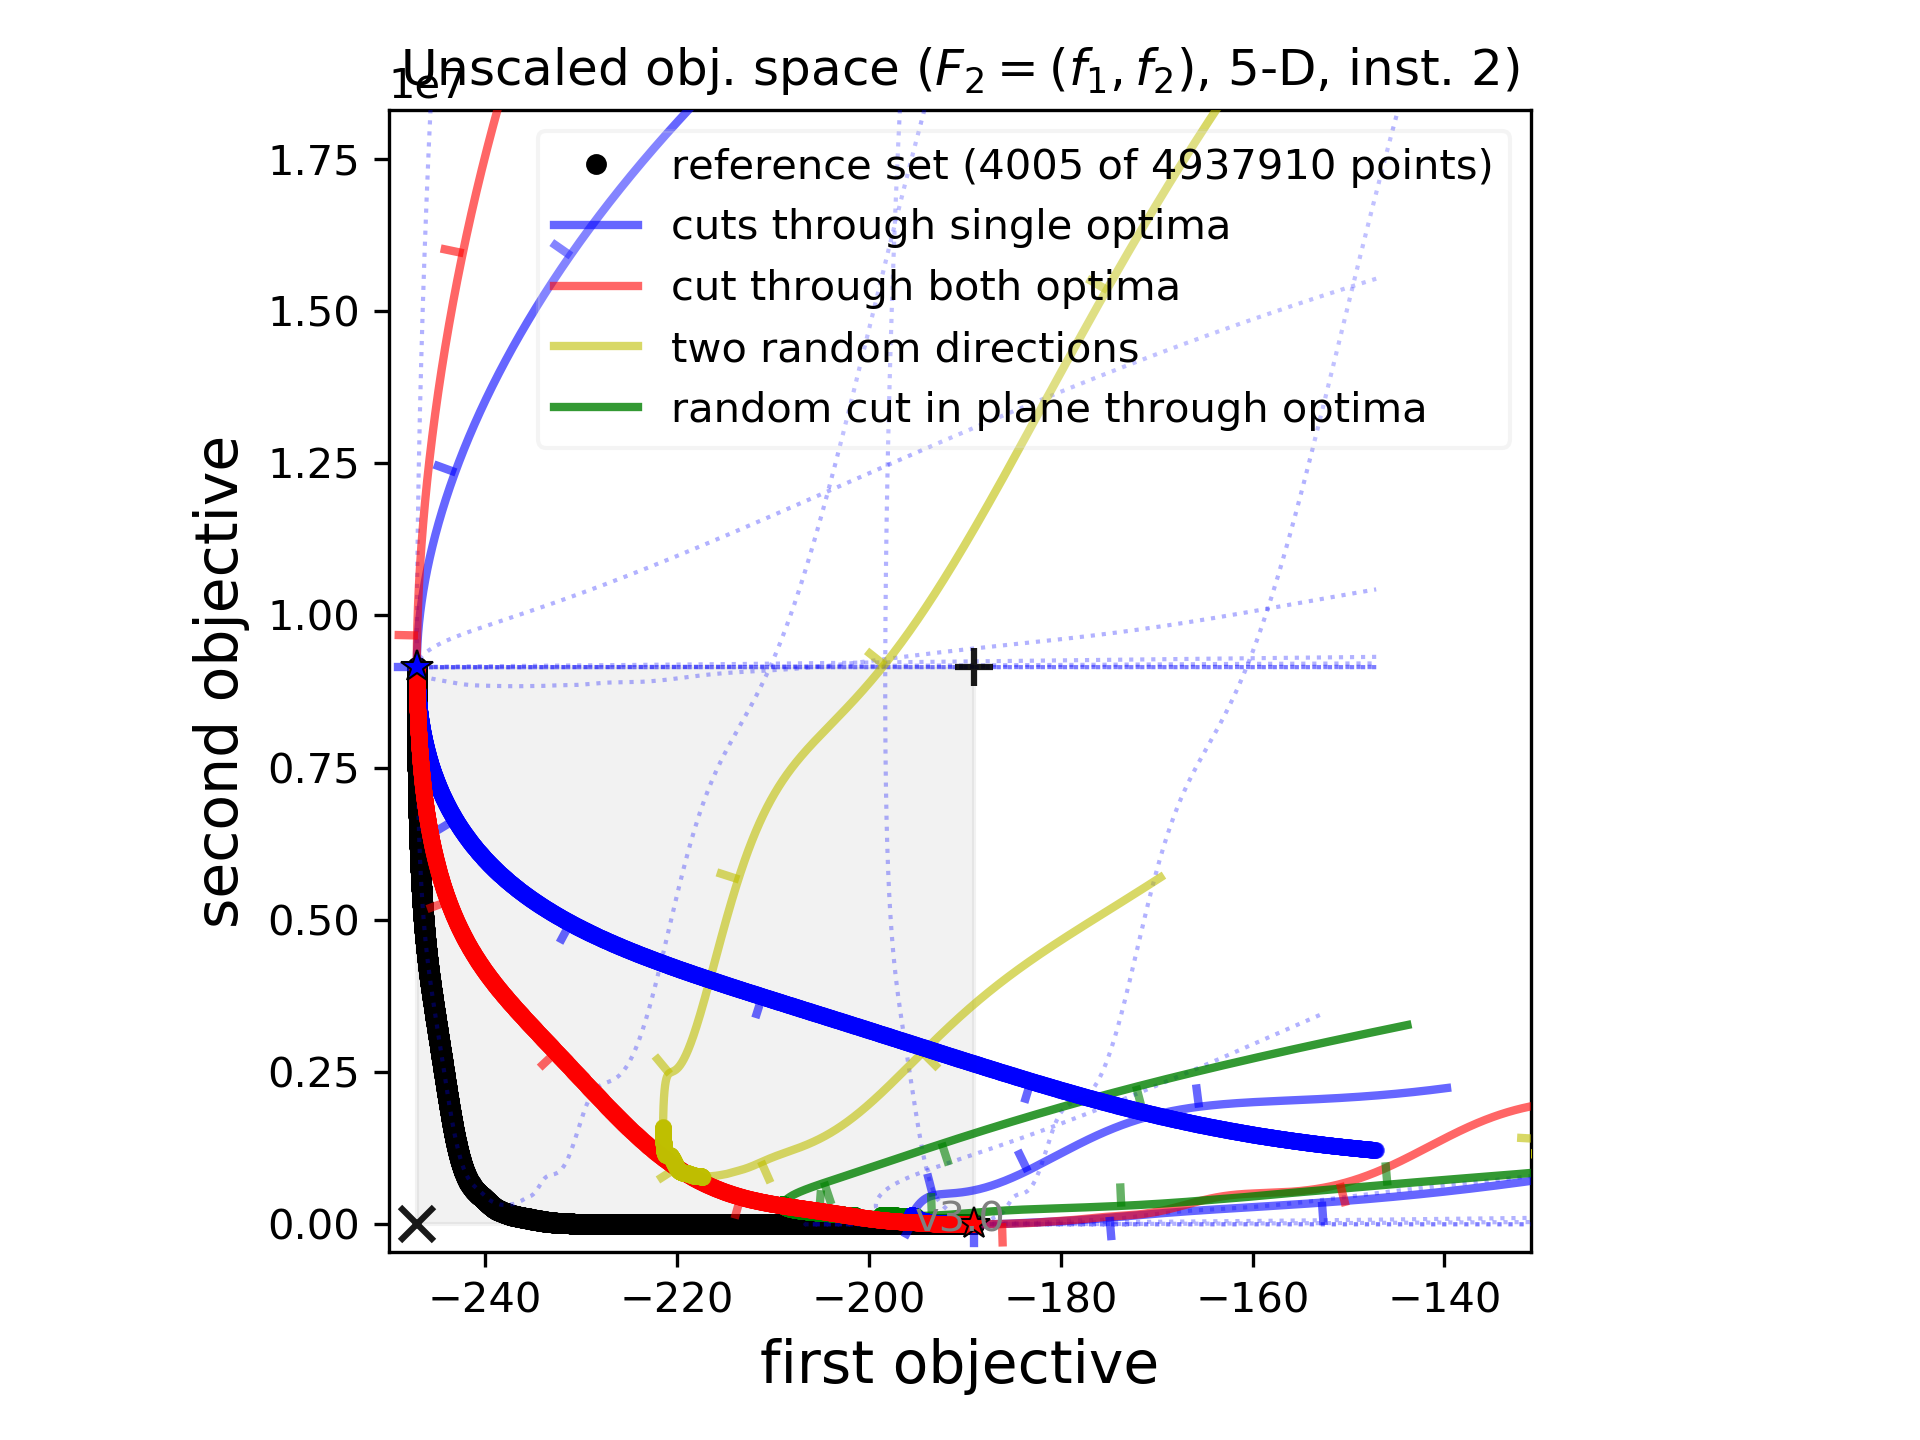 Unscaled obj. space (F₂ = (f₁, f₂), 5-D, inst. 2)
1e7
reference set (4005 of 4937910 points)
cuts through single optima
cut through both optima
two random directions
random cut in plane through optima
second objective
1.75
1.50
1.25
1.00
0.75
0.50
0.25
0.00
v3.0
−240
−220
−200
−180
−160
−140
first objective